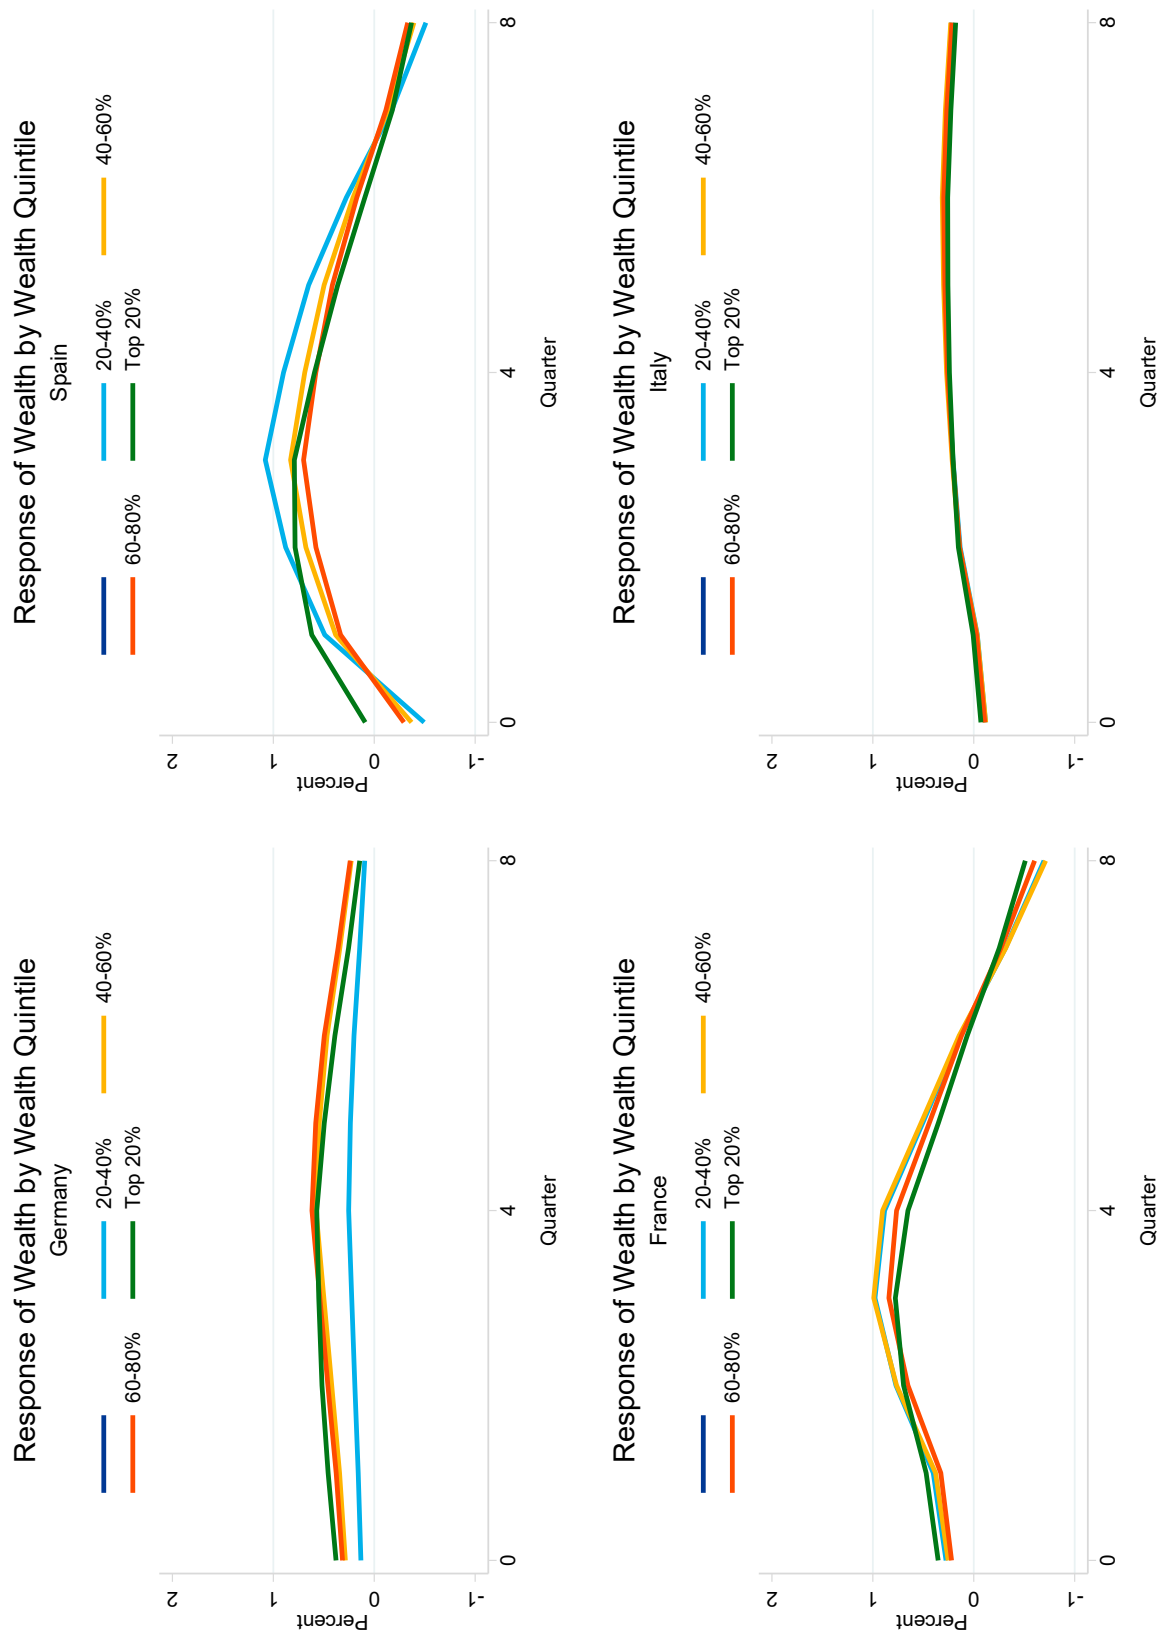 Response of Wealth by Wealth Quintile
Germany
20-40%
40-60%
60-80%
Top 20%
Percent
2
1
0
-1
0
4
8
Quarter
Response of Wealth by Wealth Quintile
Spain
20-40%
40-60%
60-80%
Top 20%
Percent
2
1
0
-1
0
4
8
Quarter
Response of Wealth by Wealth Quintile
France
20-40%
40-60%
60-80%
Top 20%
Percent
2
1
0
-1
0
4
8
Quarter
Response of Wealth by Wealth Quintile
Italy
20-40%
40-60%
60-80%
Top 20%
Percent
2
1
0
-1
0
4
8
Quarter